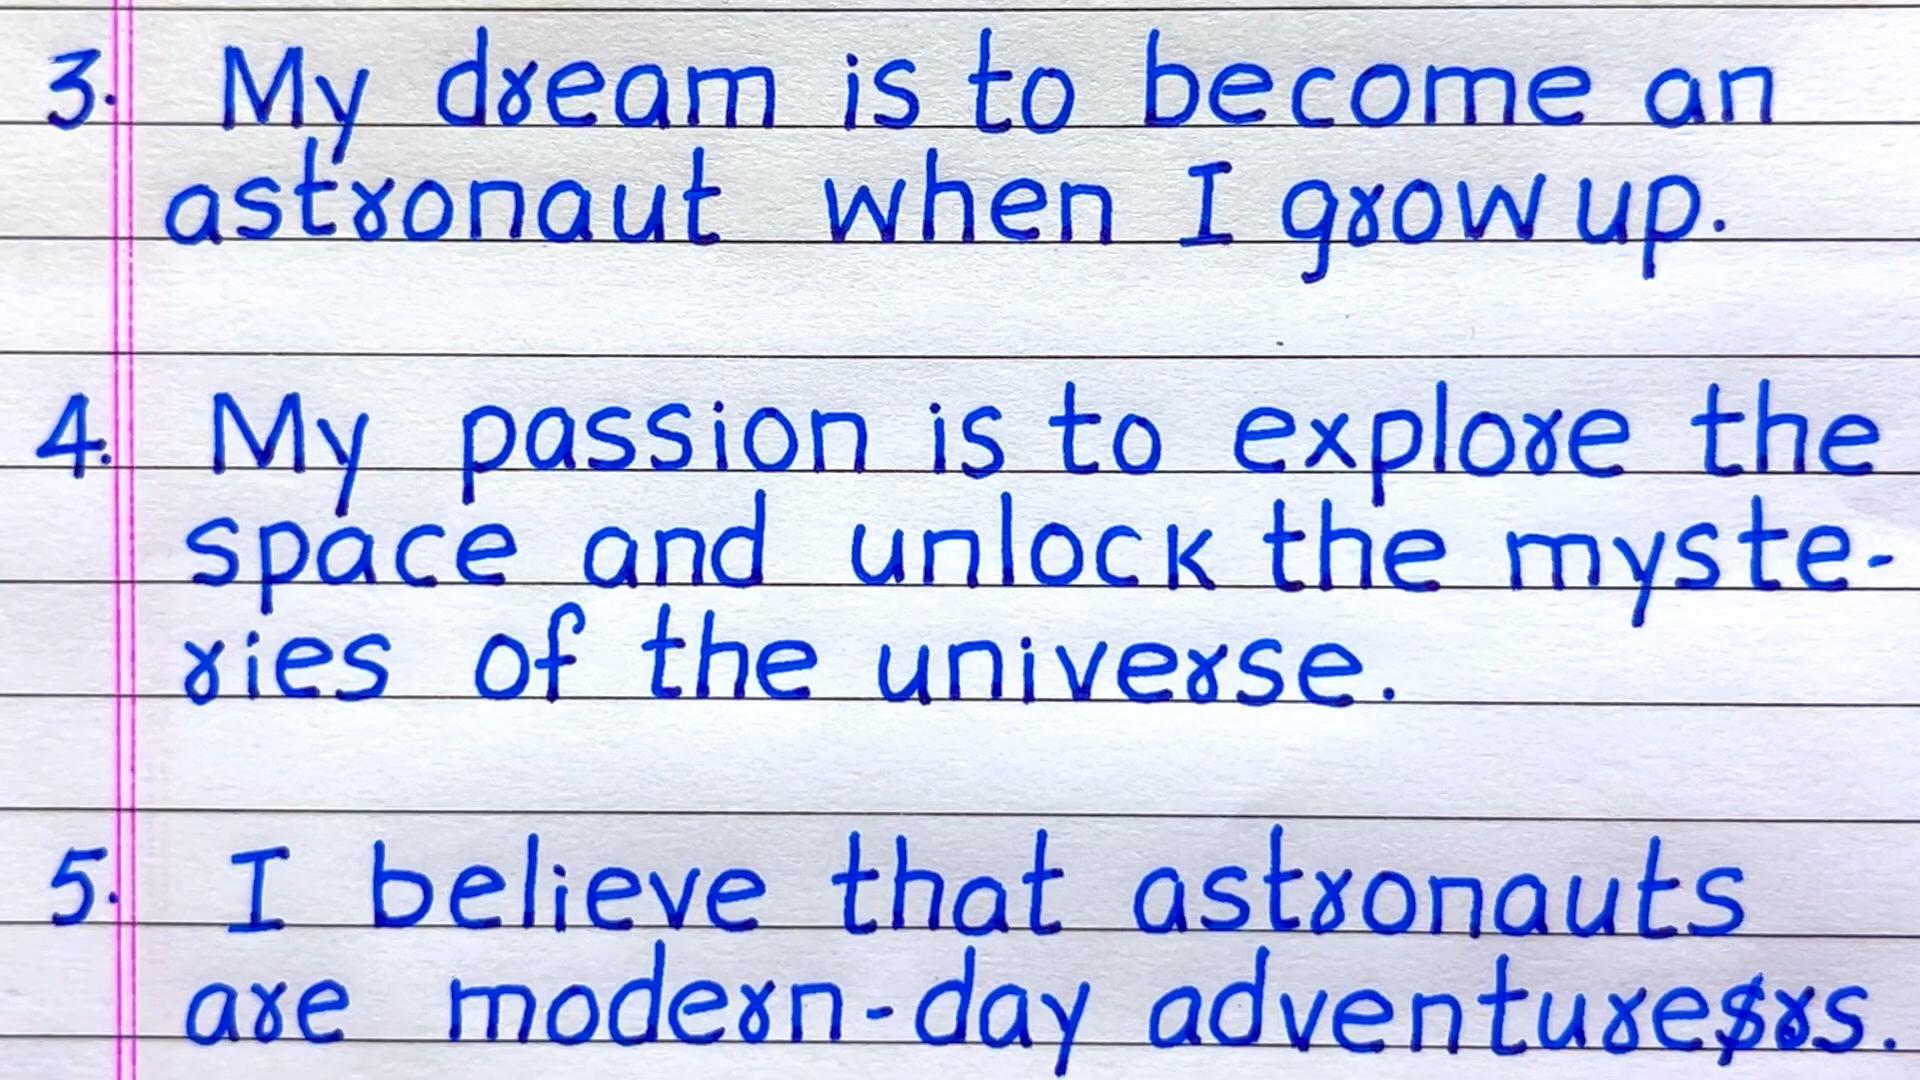 3. My dream is to become an
astronaut when I grow up.
4. My passion is to explore the
space and unlock the myste-
ries of the universe.
5. I believe that astronauts
are modern-day adventurers.